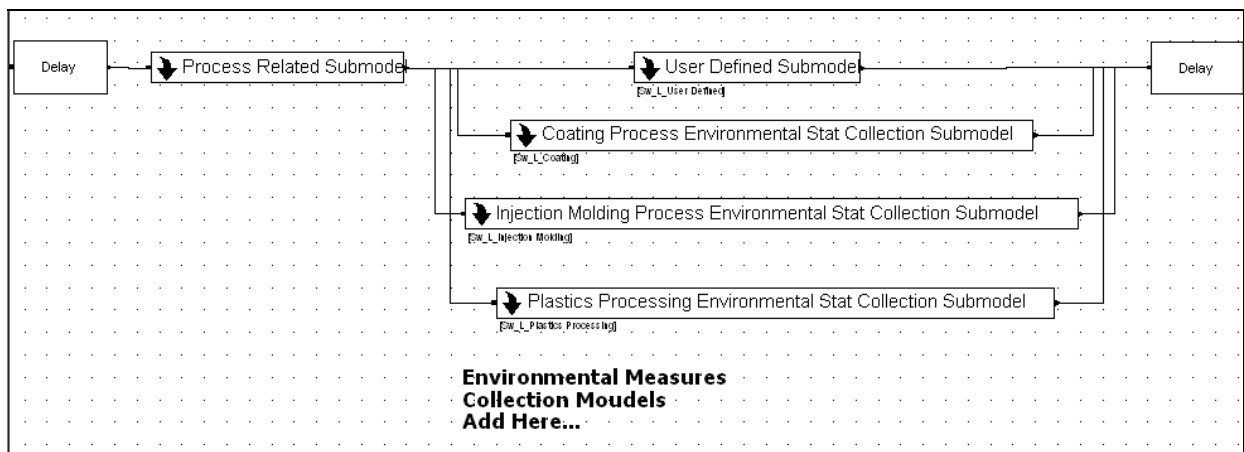 Delay
Process Related Submodel
User Defined Submodel
Delay
[Sw_L_User Defined]
Coating Process Environmental Stat Collection Submodel
[Sw_L_Coating]
Injection Molding Process Environmental Stat Collection Submodel
[Sw_L_Injection Molding]
Plastics Processing Environmental Stat Collection Submodel
[Sw_L_Plastics Processing]
Environmental Measures
Collection Moudels
Add Here...